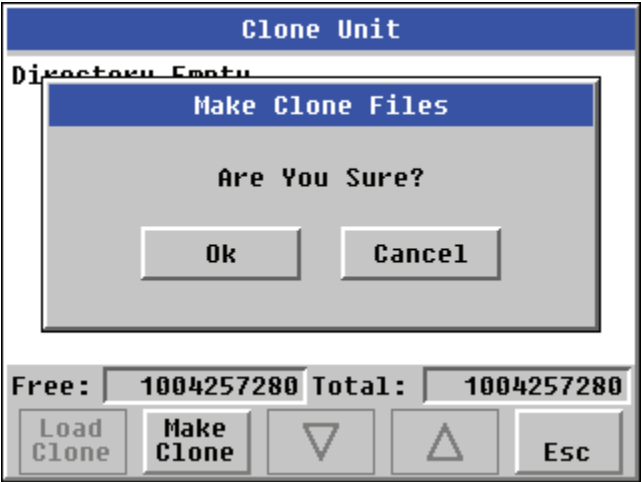 Clone Unit
Directory Empty
Make Clone Files
Are You Sure?
Ok Cancel
Free: 1004257280 Total: 1004257280
Load Clone Make Clone Esc